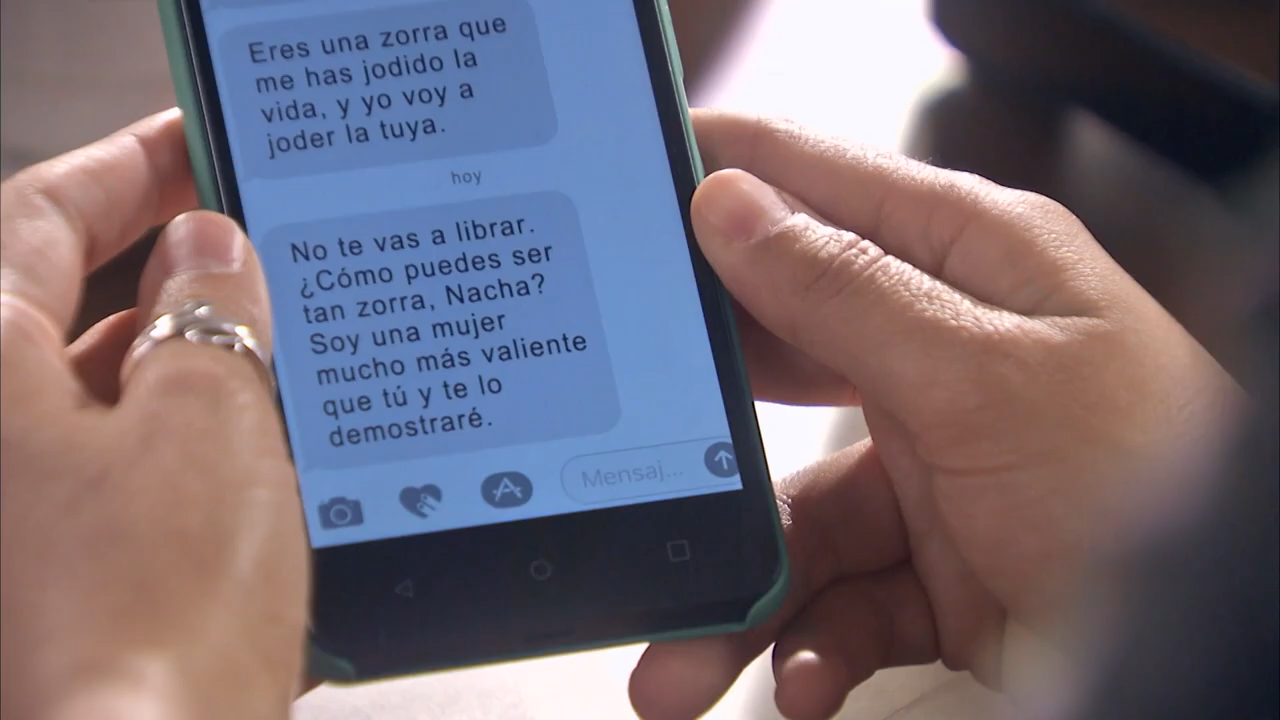 Eres una zorra que
me has jodido la
vida, y yo voy a
joder la tuya.
hoy
No te vas a librar.
¿Cómo puedes ser
tan zorra, Nacha?
Soy una mujer
mucho más valiente
que tú y te lo
demostraré.
Mensaj...